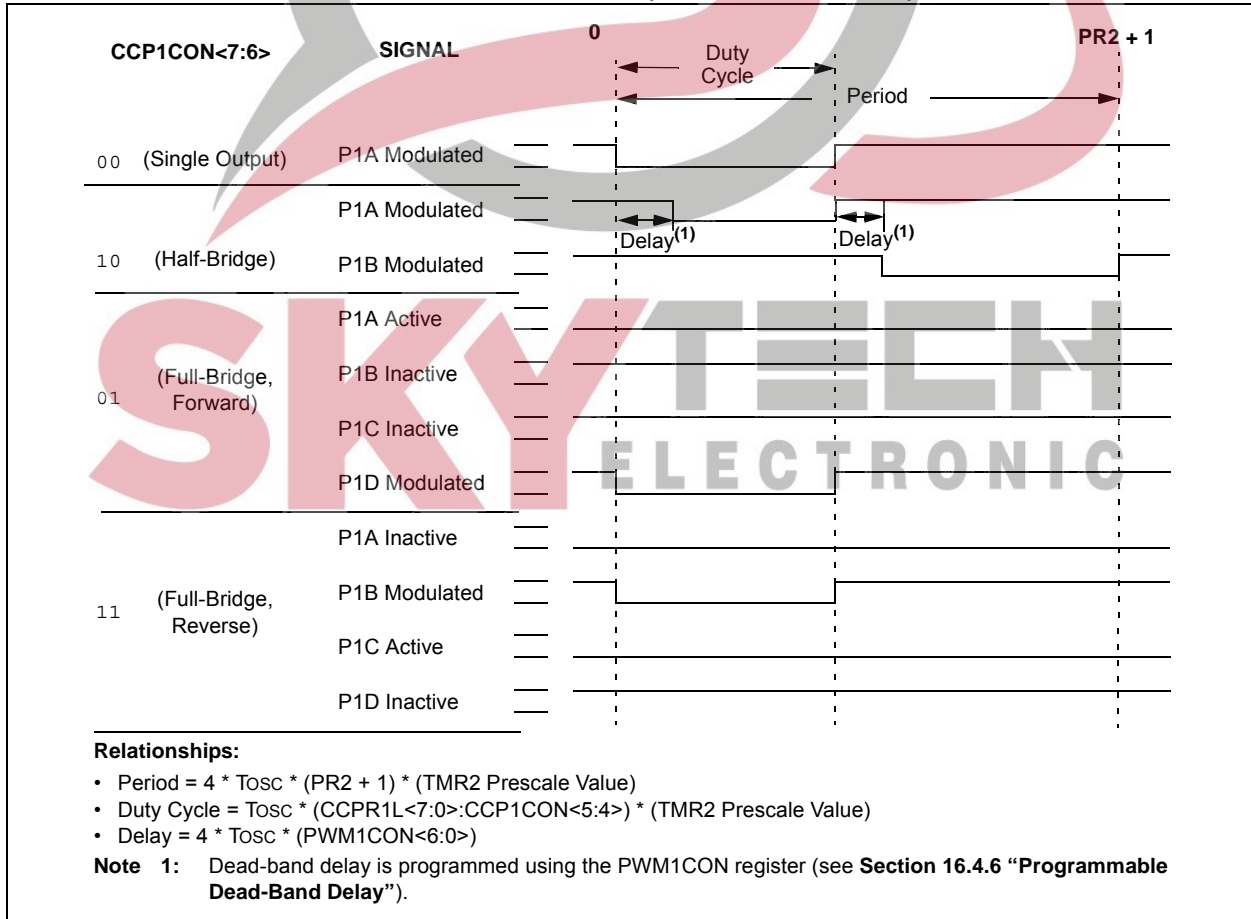 CCP1CON<7:6> SIGNAL 0 PR2 + 1
Duty
Cycle
Period
00 (Single Output) P1A Modulated
P1A Modulated
Delay(1) Delay(1)
10 (Half-Bridge) P1B Modulated
P1A Active
01 (Full-Bridge,
Forward)
P1B Inactive
P1C Inactive
P1D Modulated
P1A Inactive
11 (Full-Bridge,
Reverse)
P1B Modulated
P1C Active
P1D Inactive
SKYTECH
ELECTRONIC
Relationships:
• Period = 4 * TOSC * (PR2 + 1) * (TMR2 Prescale Value)
• Duty Cycle = TOSC * (CCPR1L<7:0>:CCP1CON<5:4>) * (TMR2 Prescale Value)
• Delay = 4 * TOSC * (PWM1CON<6:0>)
Note 1: Dead-band delay is programmed using the PWM1CON register (see Section 16.4.6 “Programmable
Dead-Band Delay”).